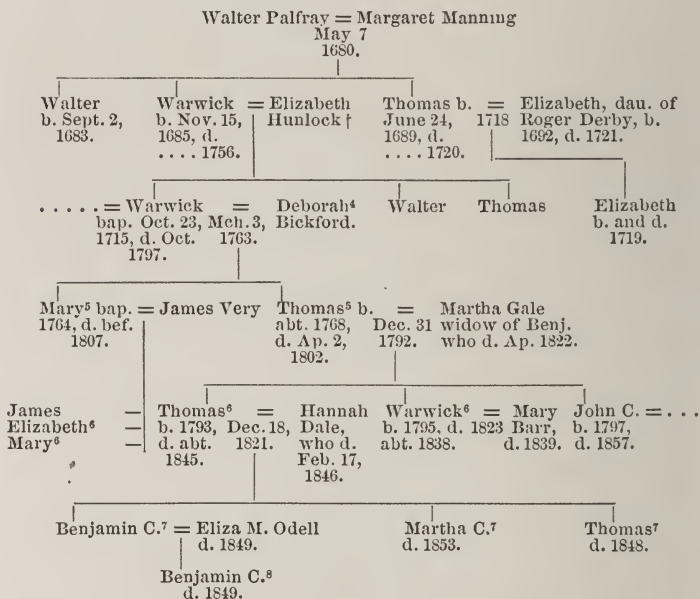 Walter Palfray = Margaret Manning
May 7
1680.
Walter Warwick = Elizabeth Thomas b. = Elizabeth, dau. of
b. Sept. 2, b. Nov. 15, Hunlock † June 24, 1718 Roger Derby, b.
1683. 1685, d. 1689, d. 1692, d. 1721.
.... 1756. .... 1720.
..... = Warwick = Deborah⁴ Walter Thomas Elizabeth
bap. Oct. 23, Mch. 3, Bickford. b. and d.
1715, d. Oct. 1763. 1719.
1797.
Mary⁵ bap. = James Very Thomas⁵ b. = Martha Gale
1764, d. bef. abt. 1768, Dec. 31 widow of Benj.
1807. d. Ap. 2, 1792. who d. Ap. 1822.
1802.
James — Thomas⁶ = Hannah Warwick⁶ = Mary John C. = ...
Elizabeth⁶ — b. 1793, Dec. 18, Dale, b. 1795, d. 1823 Barr, b. 1797,
Mary⁶ — d. abt. 1821. who d. abt. 1838. d. 1839. d. 1857.
1845. Feb. 17,
1846.
Benjamin C.⁷ = Eliza M. Odell Martha C.⁷ Thomas⁷
d. 1849. d. 1853. d. 1848.
Benjamin C.⁸
d. 1849.